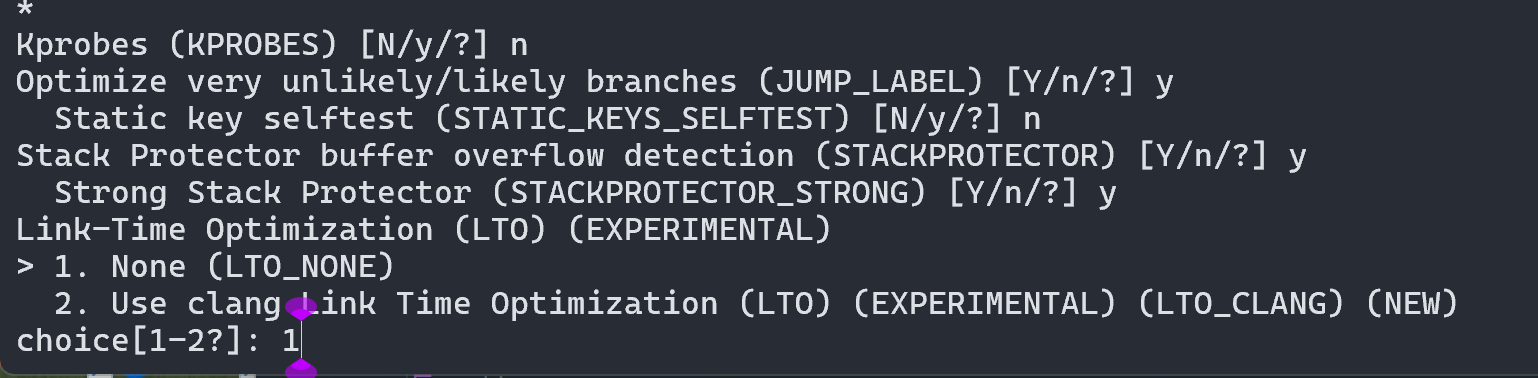 *
Kprobes (KPROBES) [N/y/?] n
Optimize very unlikely/likely branches (JUMP_LABEL) [Y/n/?] y
  Static key selftest (STATIC_KEYS_SELFTEST) [N/y/?] n
Stack Protector buffer overflow detection (STACKPROTECTOR) [Y/n/?] y
  Strong Stack Protector (STACKPROTECTOR_STRONG) [Y/n/?] y
Link-Time Optimization (LTO) (EXPERIMENTAL)
> 1. None (LTO_NONE)
  2. Use clang Link Time Optimization (LTO) (EXPERIMENTAL) (LTO_CLANG) (NEW)
choice[1-2?]: 1